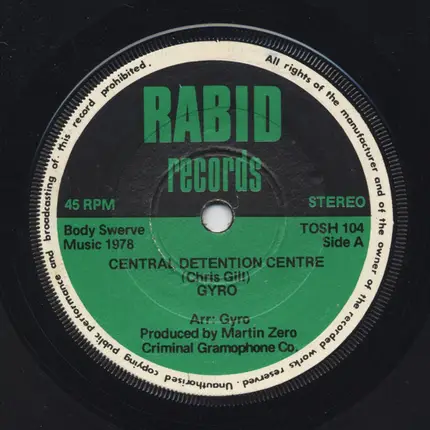 All rights of the manufacturer and of the owner of the recorded works reserved. Unauthorised copying public performance and broadcasting of this record prohibited.
RABID
records
45 RPM
STEREO
Body Swerve
Music 1978
TOSH 104
Side A
CENTRAL DETENTION CENTRE
(Chris Gill)
GYRO
Arr: Gyro
Produced by Martin Zero
Criminal Gramophone Co.